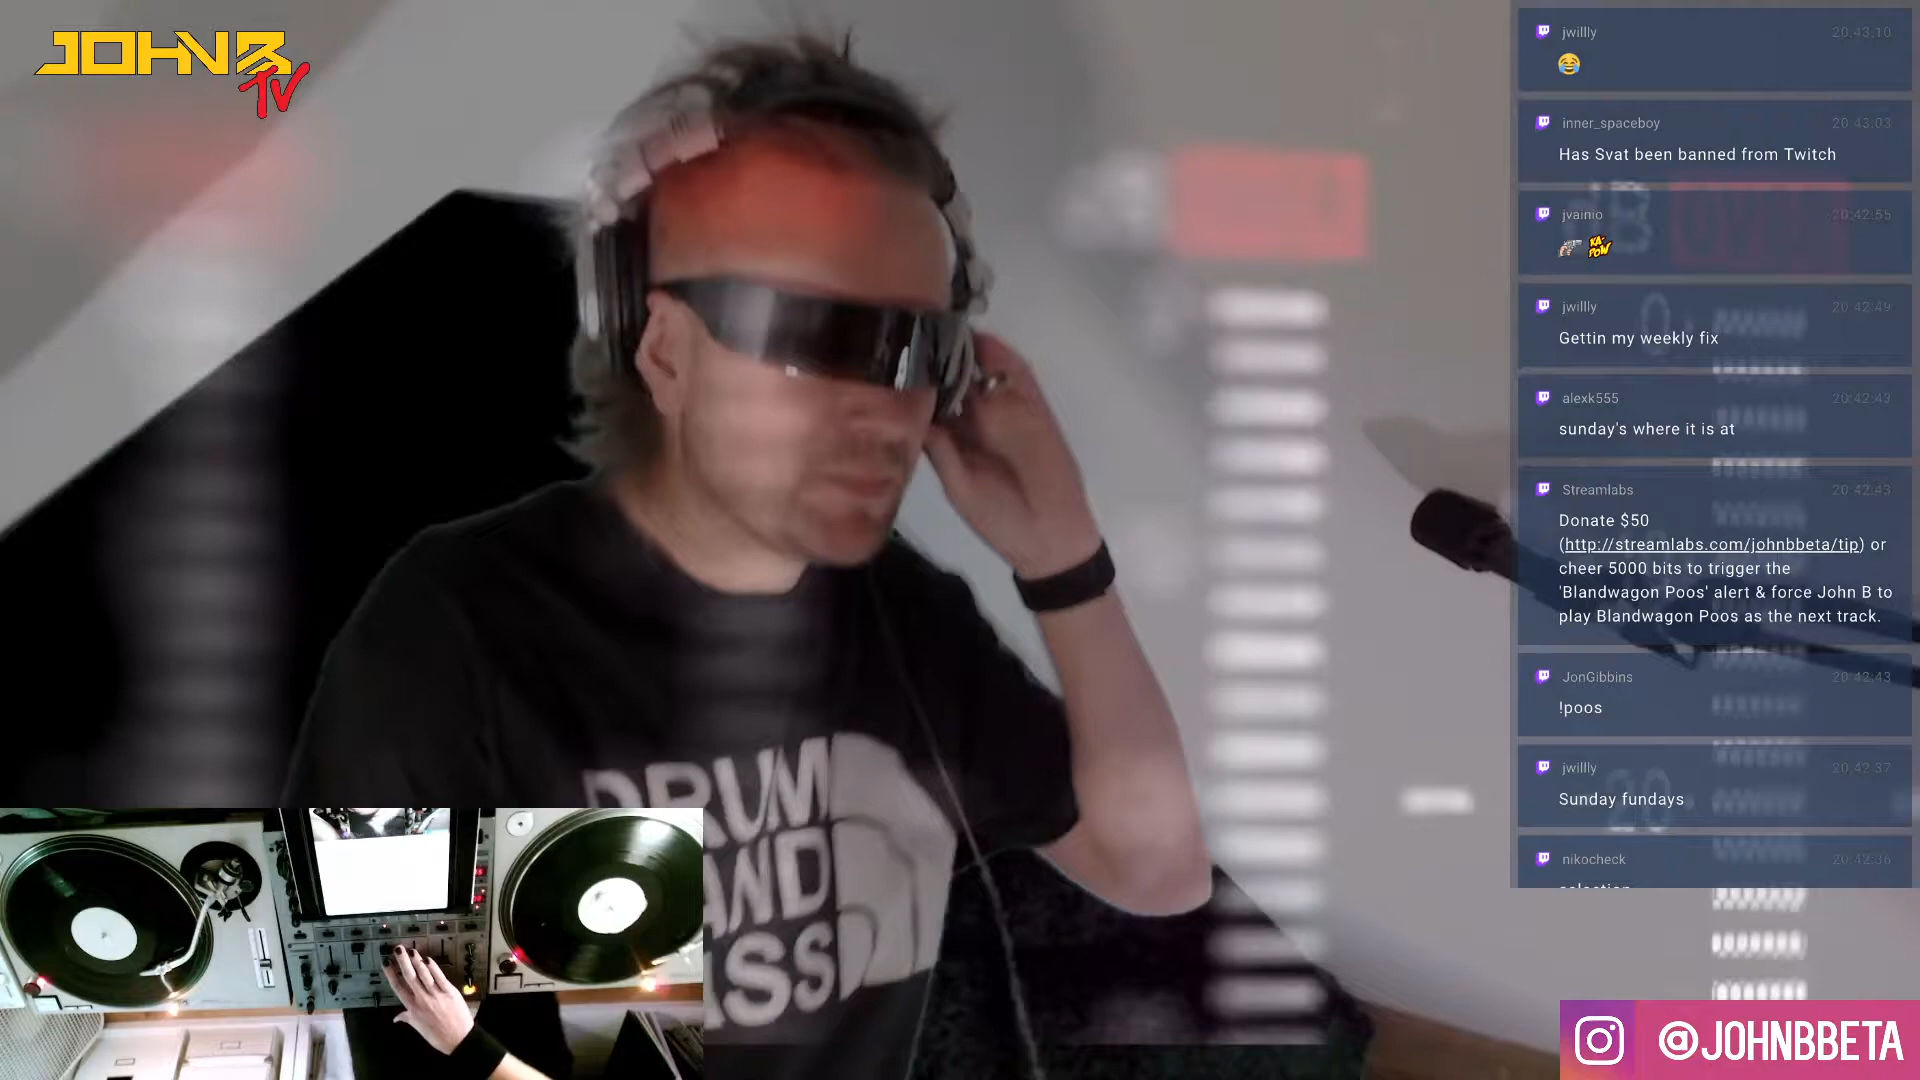 JOHN B
TV
jwillly 20:43:10
😂
inner_spaceboy 20:43:03
Has Svat been banned from Twitch
jvainio 20:42:55
KA-
POW
jwillly 20:42:49
Gettin my weekly fix
alexk555 20:42:43
sunday's where it is at
Streamlabs 20:42:43
Donate $50
(http://streamlabs.com/johnbbeta/tip) or
cheer 5000 bits to trigger the
'Blandwagon Poos' alert & force John B to
play Blandwagon Poos as the next track.
JonGibbins 20:42:43
!poos
jwillly 20:42:37
Sunday fundays
nikocheck 20:42:36
DRUM
AND
BASS
@JOHNBBETA